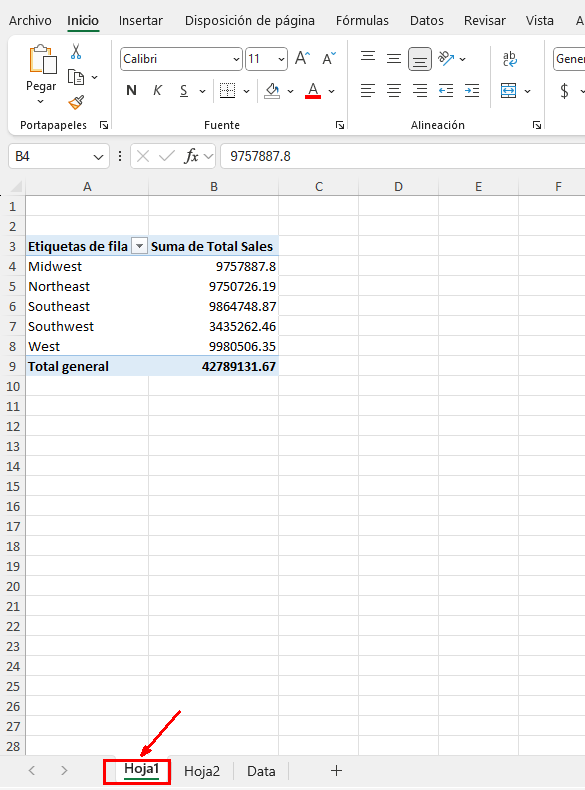 Archivo Inicio Insertar Disposición de página Fórmulas Datos Revisar Vista A
Pegar
Calibri 11
N K S A
ab
Gener
$
Portapapeles Fuente Alineación
B4 fx 9757887.8
A B C D E F
1
2
3 Etiquetas de fila Suma de Total Sales
4 Midwest 9757887.8
5 Northeast 9750726.19
6 Southeast 9864748.87
7 Southwest 3435262.46
8 West 9980506.35
9 Total general 42789131.67
10
11
12
13
14
15
16
17
18
19
20
21
22
23
24
25
26
27
28
Hoja1 Hoja2 Data